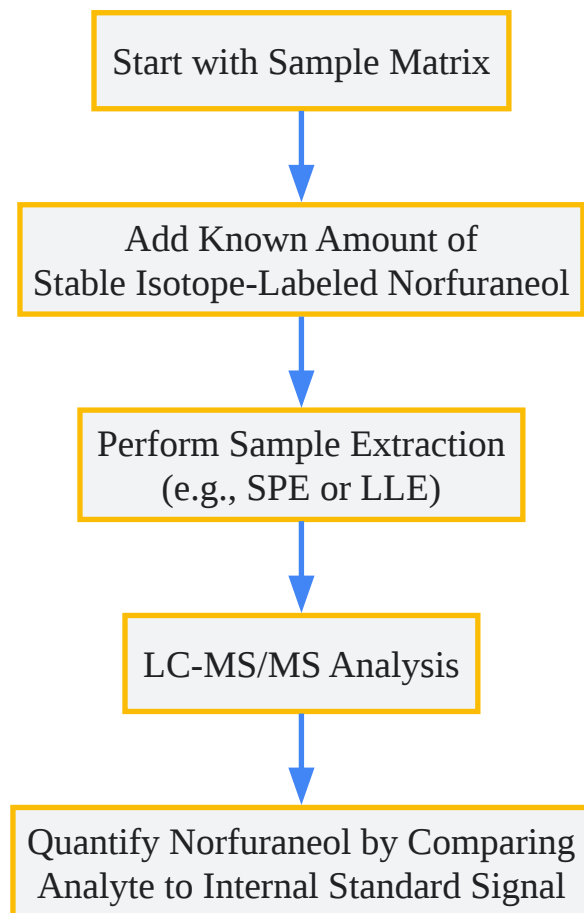 Start with Sample Matrix
Add Known Amount of
Stable Isotope-Labeled Norfuraneol
Perform Sample Extraction
(e.g., SPE or LLE)
LC-MS/MS Analysis
Quantify Norfuraneol by Comparing
Analyte to Internal Standard Signal